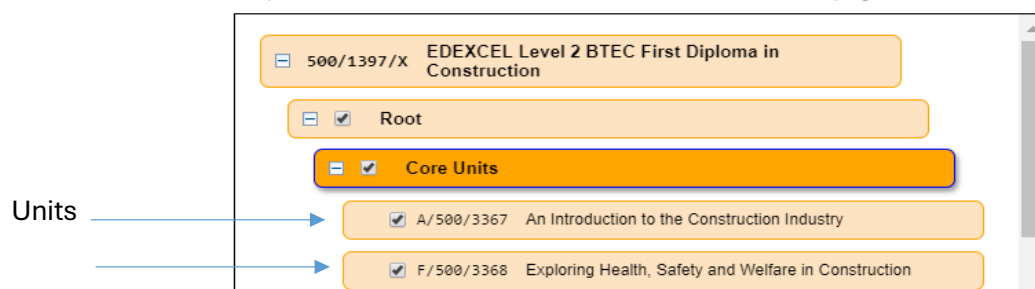 500/1397/X EDEXCEL Level 2 BTEC First Diploma in
Construction
Root
Core Units
Units
A/500/3367 An Introduction to the Construction Industry
F/500/3368 Exploring Health, Safety and Welfare in Construction